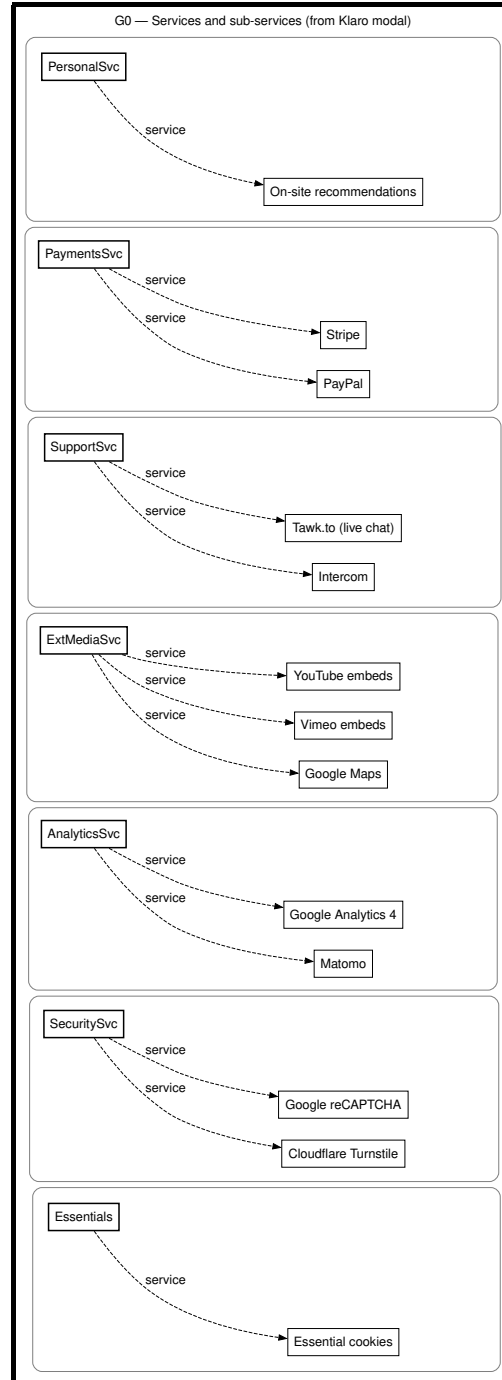 G0 — Services and sub-services (from Klaro modal)
PersonalSvc
service
On-site recommendations
PaymentsSvc
service
service
Stripe
PayPal
SupportSvc
service
service
Tawk.to (live chat)
Intercom
ExtMediaSvc
service
YouTube embeds
service
Vimeo embeds
service
Google Maps
AnalyticsSvc
service
service
Google Analytics 4
Matomo
SecuritySvc
service
service
Google reCAPTCHA
Cloudflare Turnstile
Essentials
service
Essential cookies